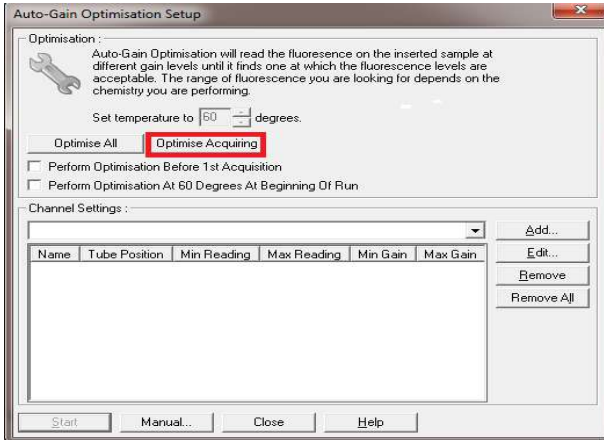 Auto-Gain Optimisation Setup
Optimisation :
Auto-Gain Optimisation will read the fluoresence on the inserted sample at
different gain levels until it finds one at which the fluorescence levels are
acceptable. The range of fluorescence you are looking for depends on the
chemistry you are performing.
Set temperature to 60 degrees.
Optimise All Optimise Acquiring
Perform Optimisation Before 1st Acquisition
Perform Optimisation At 60 Degrees At Beginning Of Run
Channel Settings :
Add...
Name Tube Position Min Reading Max Reading Min Gain Max Gain
Edit...
Remove
Remove All
Start Manual... Close Help